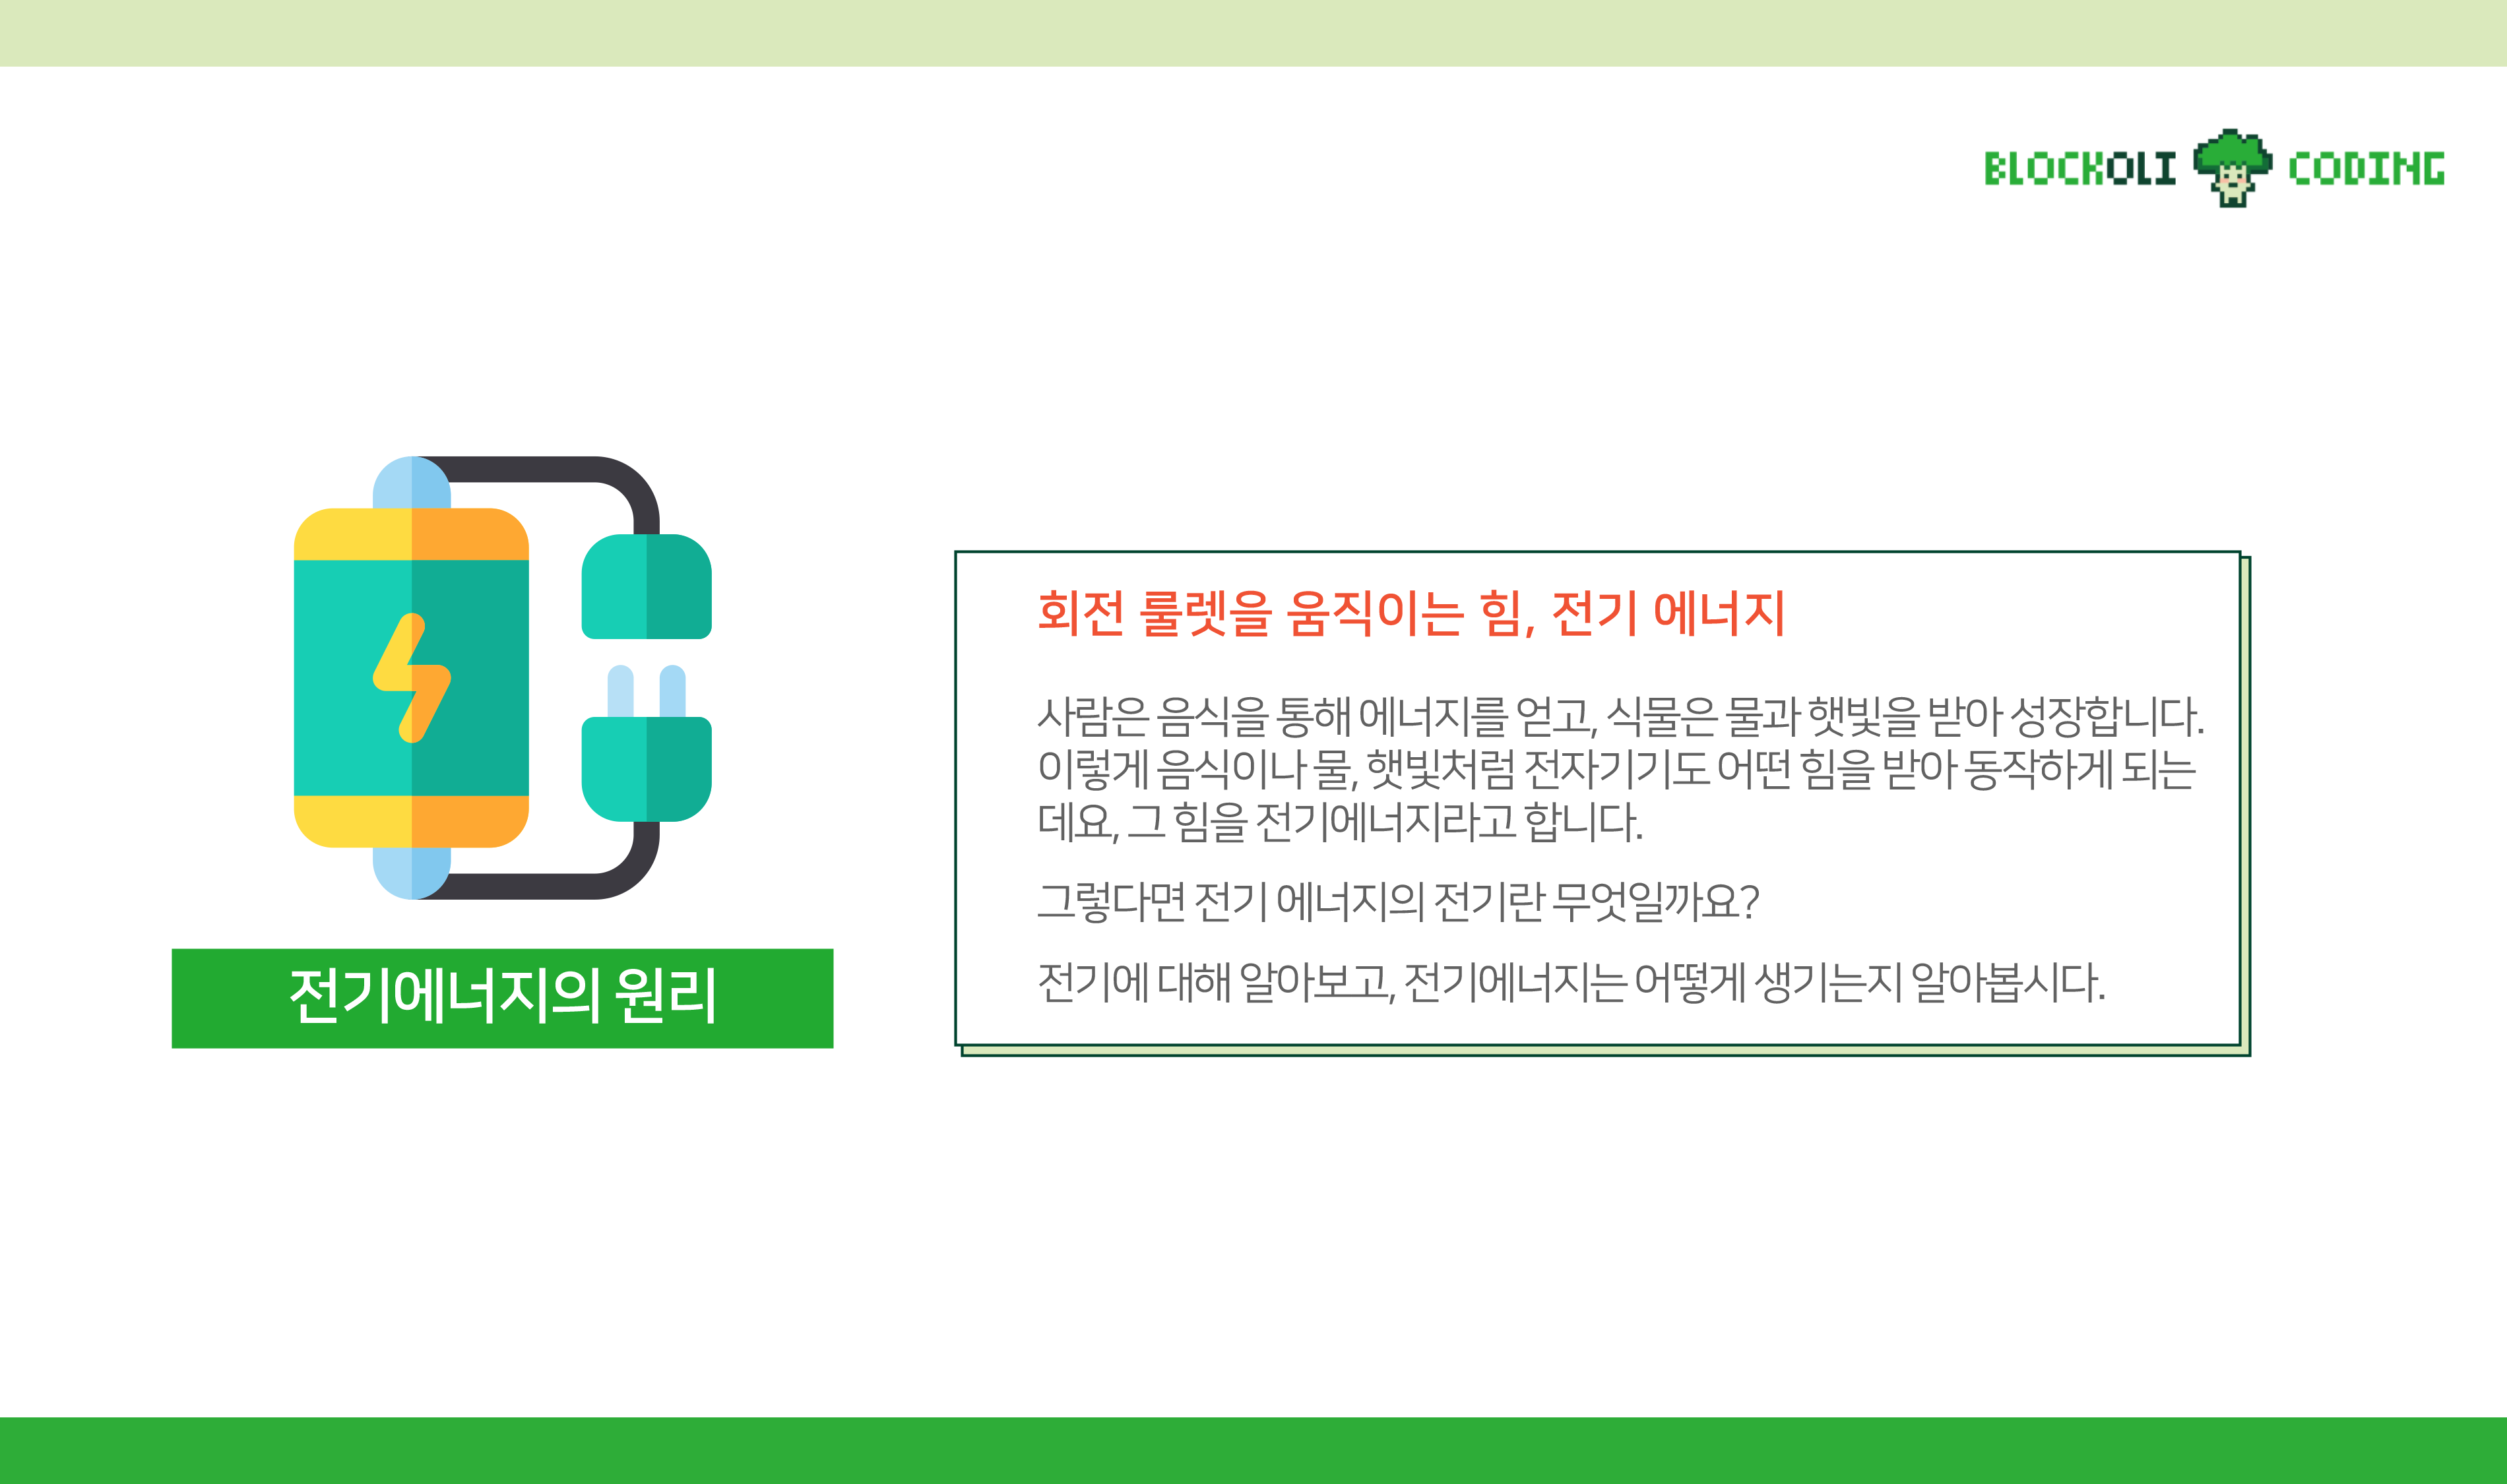 BLOCKOLI CODING
전기에너지의 원리
회전 룰렛을 움직이는 힘, 전기 에너지
사람은 음식을 통해 에너지를 얻고, 식물은 물과 햇빛을 받아 성장합니다.
이렇게 음식이나 물, 햇빛처럼 전자기기도 어떤 힘을 받아 동작하게 되는
데요, 그 힘을 전기에너지라고 합니다.
그렇다면 전기 에너지의 전기란 무엇일까요?
전기에 대해 알아보고, 전기에너지는 어떻게 생기는지 알아봅시다.